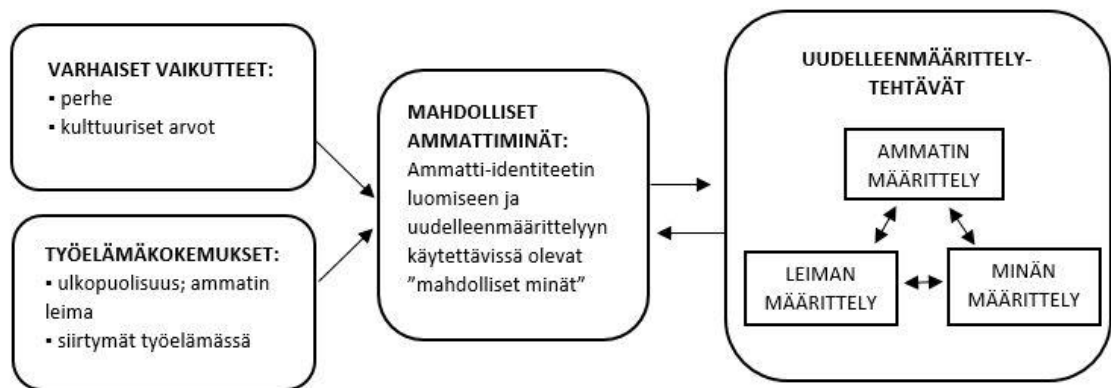 VARHAISET VAIKUTTEET:
▪ perhe
▪ kulttuuriset arvot
TYÖELÄMÄKOKEMUKSET:
▪ ulkopuolisuus; ammatin
leima
▪ siirtymät työelämässä
MAHDOLLISET
AMMATTIMINÄT:
Ammatti-identiteetin
luomiseen ja
uudelleenmäärittelyyn
käytettävissä olevat
”mahdolliset minät”
UUDELLEENMÄÄRITTELY-
TEHTÄVÄT
AMMATIN
MÄÄRITTELY
LEIMAN
MÄÄRITTELY
MINÄN
MÄÄRITTELY